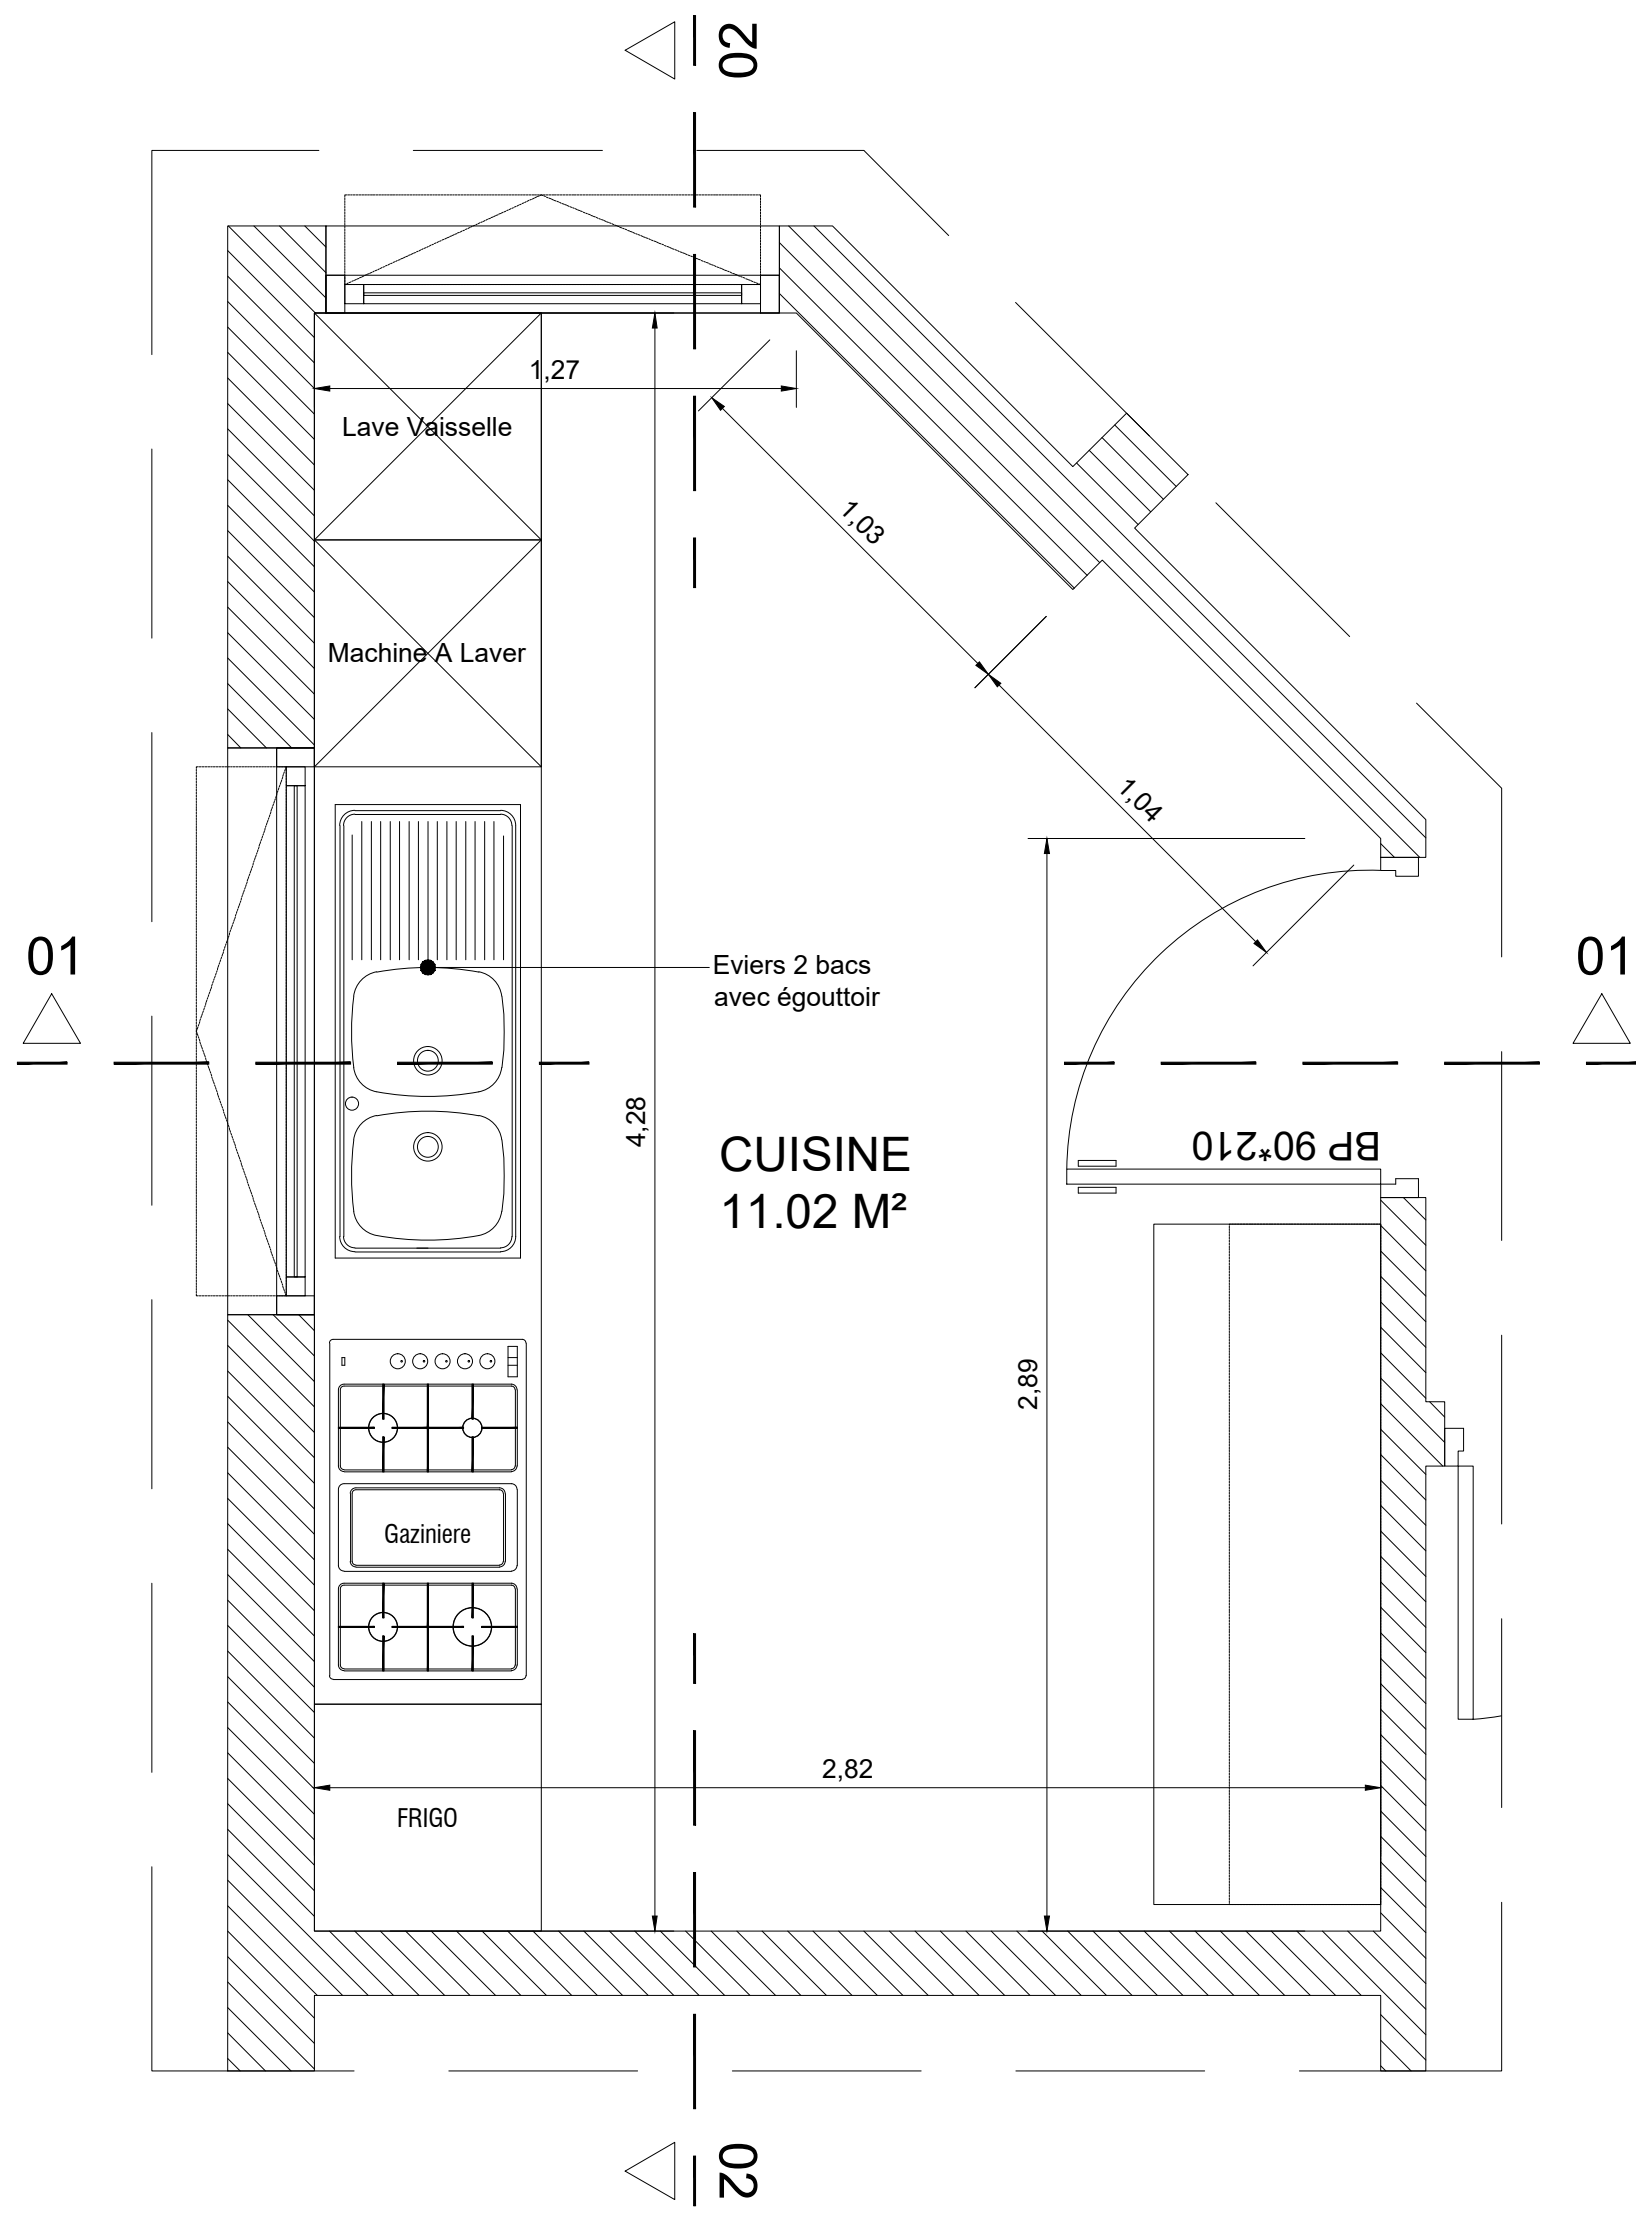 02
1,27
Lave Vaisselle
1,03
Machine A Laver
1,04
01
01
Eviers 2 bacs
avec égouttoir
4,28
CUISINE
11.02 M²
BP 90*210
2,89
Gaziniere
2,82
FRIGO
02